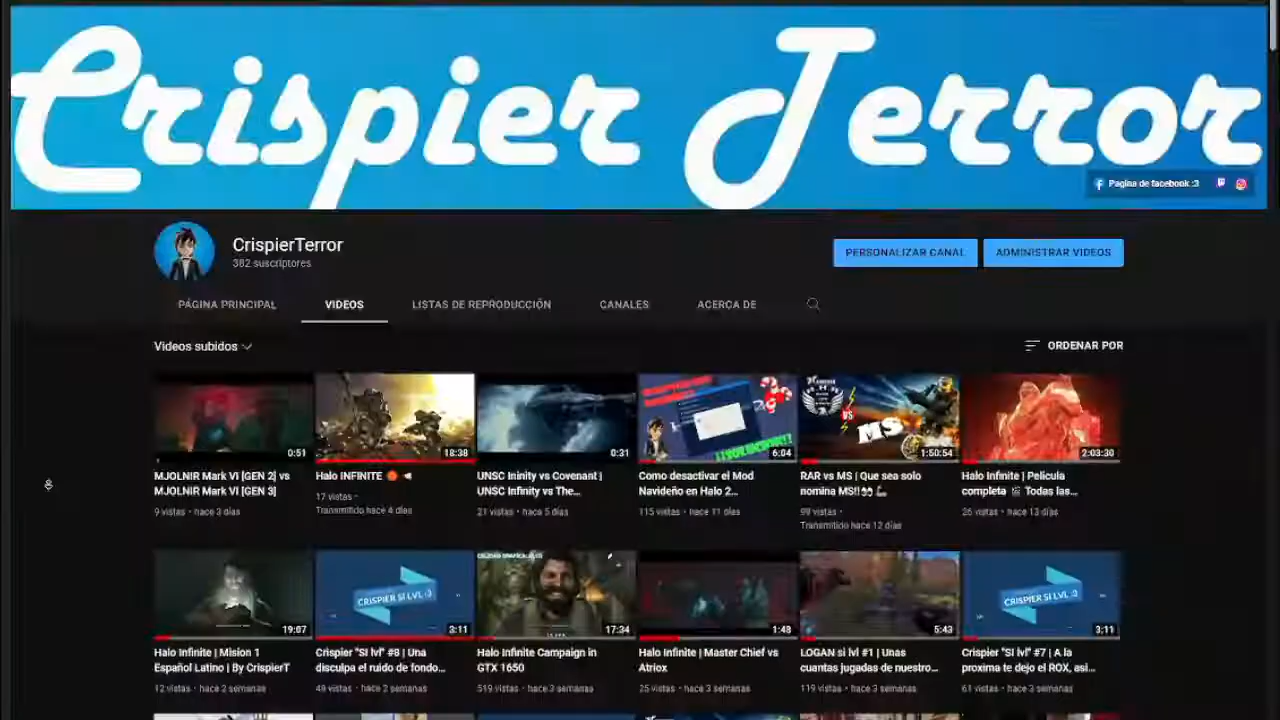 Crispier Terror
Pagina de facebook :3
CrispierTerror
382 suscriptores
PERSONALIZAR CANAL
ADMINISTRAR VIDEOS
PÁGINA PRINCIPAL
VIDEOS
LISTAS DE REPRODUCCIÓN
CANALES
ACERCA DE
Videos subidos
ORDENAR POR
0:51
18:38
0:31
6:04
VS
MS
1:50:54
2:03:30
MJOLNIR Mark VI [GEN 2] vs
MJOLNIR Mark VI [GEN 3]
9 vistas • hace 3 días
Halo INFINITE
17 vistas •
Transmitido hace 4 días
UNSC Ininity vs Covenant |
UNSC Infinity vs The...
21 vistas • hace 5 días
Como desactivar el Mod
Navideño en Halo 2...
115 vistas • hace 11 días
RAR vs MS | Que sea solo
nomina MS!!
99 vistas •
Transmitido hace 12 días
Halo Infinite | Pelicula
completa Todas las...
26 vistas • hace 13 días
19:07
CRISPIER SI LVL :3
3:11
17:34
1:48
5:43
CRISPIER SI LVL :3
3:11
Halo Infinite | Mision 1
Español Latino | By CrispierT
12 vistas • hace 2 semanas
Crispier "SI lvl" #8 | Una
disculpa el ruido de fondo...
49 vistas • hace 2 semanas
Halo Infinite Campaign in
GTX 1650
519 vistas • hace 3 semanas
Halo Infinite | Master Chief vs
Atriox
25 vistas • hace 3 semanas
LOGAN si lvl #1 | Unas
cuantas jugadas de nuestro...
119 vistas • hace 3 semanas
Crispier "SI lvl" #7 | A la
proxima te dejo el ROX, asi...
61 vistas • hace 3 semanas